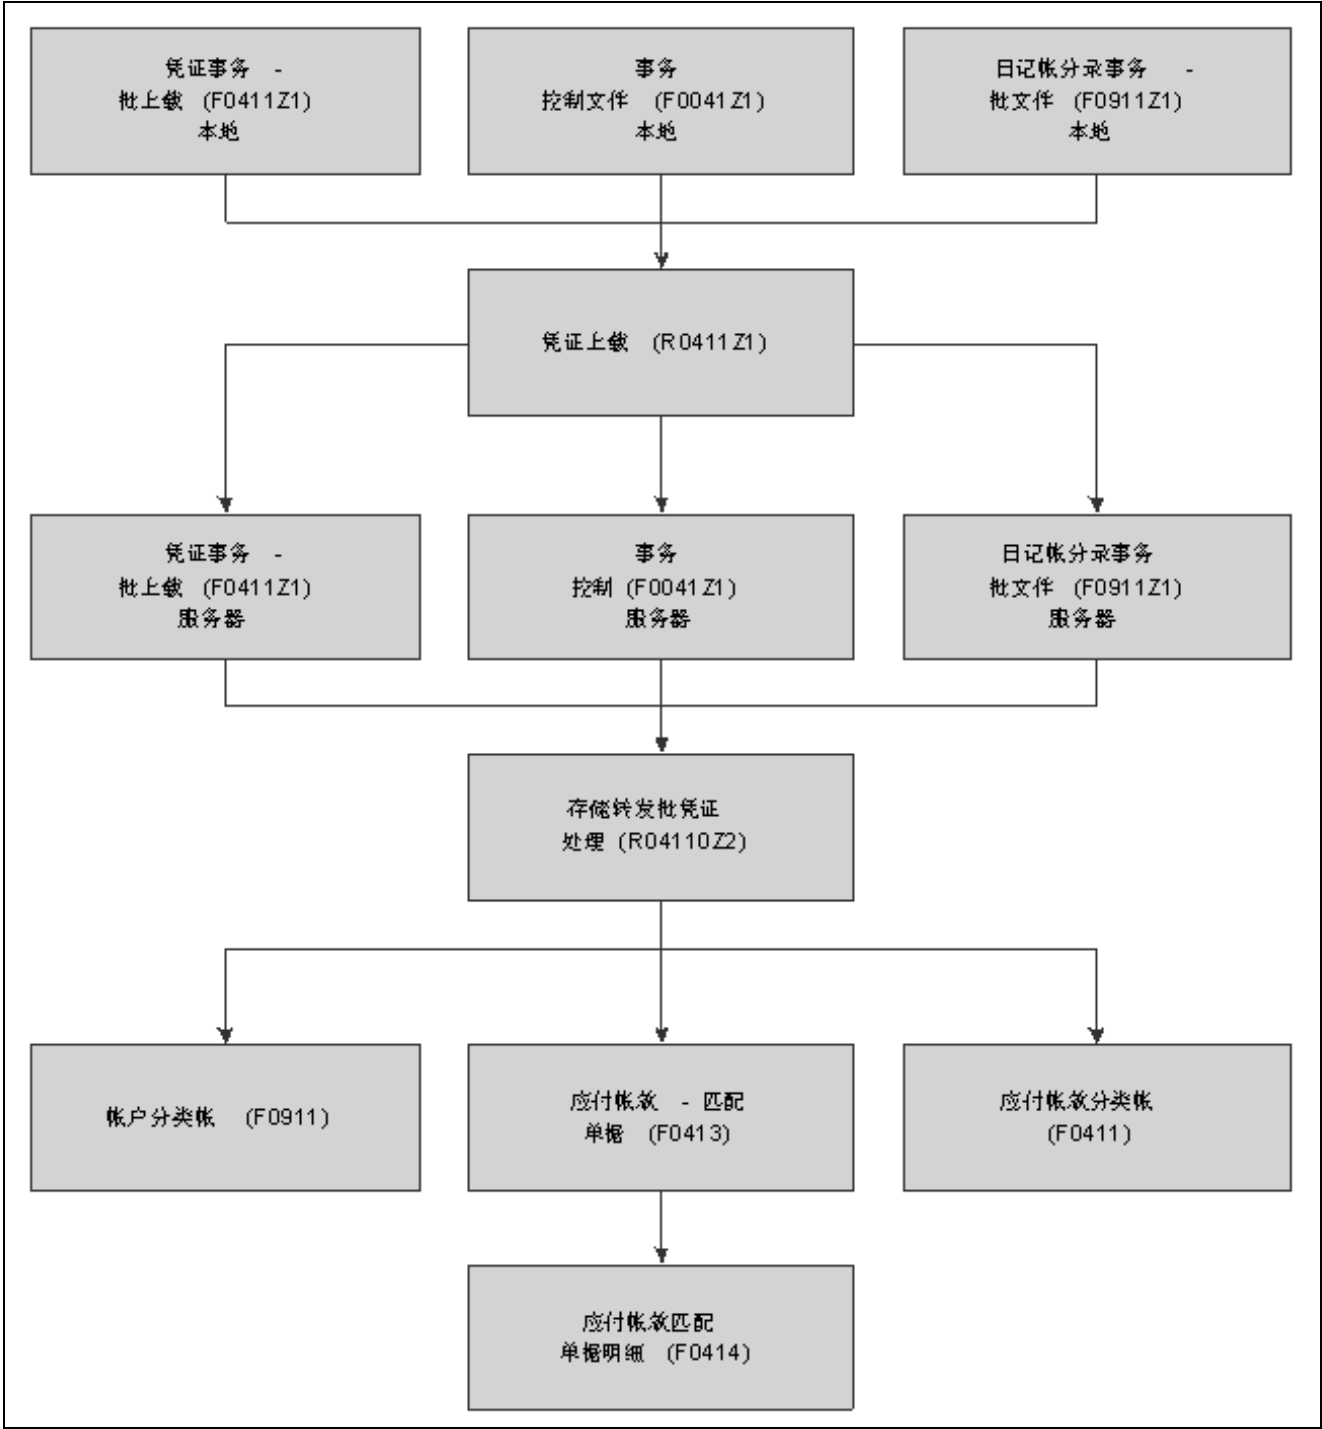 凭证事务 -
批上载 (F0411Z1)
本地
事务
控制文件 (F0041Z1)
本地
日记帐分录事务 -
批文件 (F0911Z1)
本地
凭证上载 (R0411Z1)
凭证事务 -
批上载 (F0411Z1)
服务器
事务
控制 (F0041Z1)
服务器
日记帐分录事务
批文件 (F0911Z1)
服务器
存储转发批凭证
处理 (R04110Z2)
帐户分类帐 (F0911)
应付帐款 - 匹配
单据 (F0413)
应付帐款分类帐
(F0411)
应付帐款匹配
单据明细 (F0414)